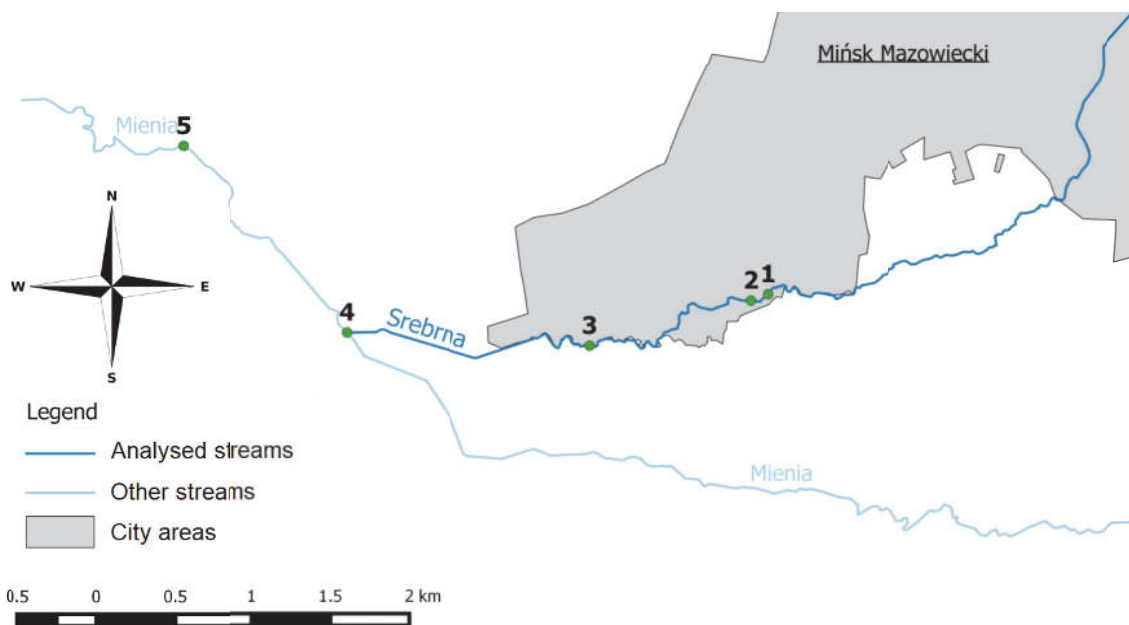 Mińsk Mazowiecki
Mienia
5
N
W
E
S
2 1
4
Srebrna
3
Legend
Analysed streams
Other streams
City areas
Mienia
0.5 0 0.5 1 1.5 2 km